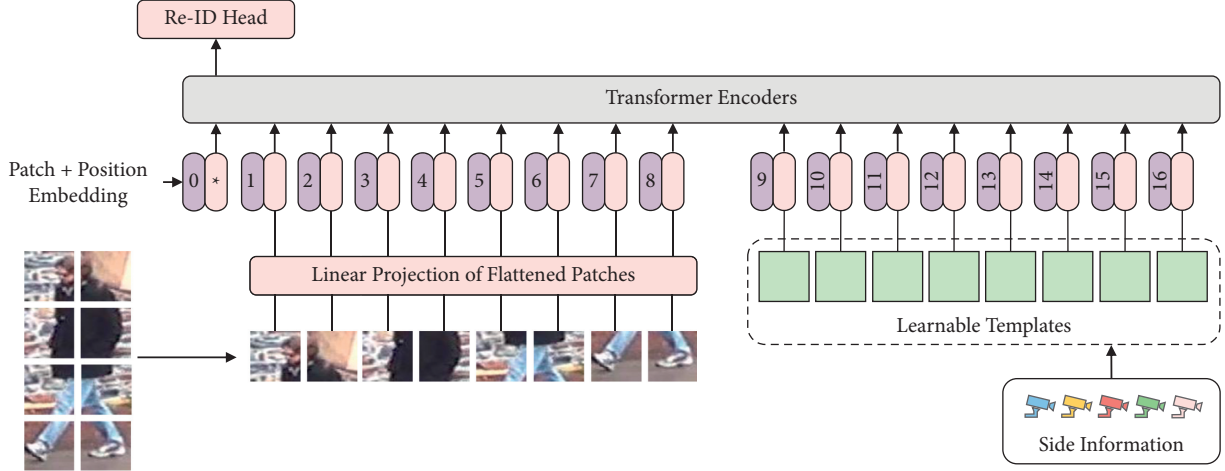 Re-ID Head
Transformer Encoders
Patch + Position
Embedding
0 * 1 2 3 4 5 6 7 8 9 10 11 12 13 14 15 16
Linear Projection of Flattened Patches
Learnable Templates
Side Information